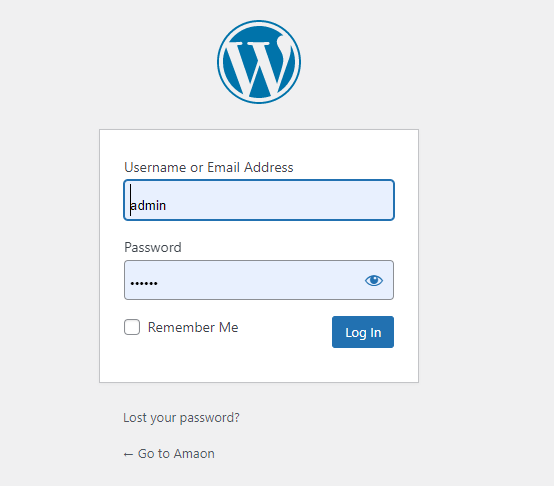 Username or Email Address
admin
Password
••••••
Remember Me
Log In
Lost your password?
← Go to Amaon